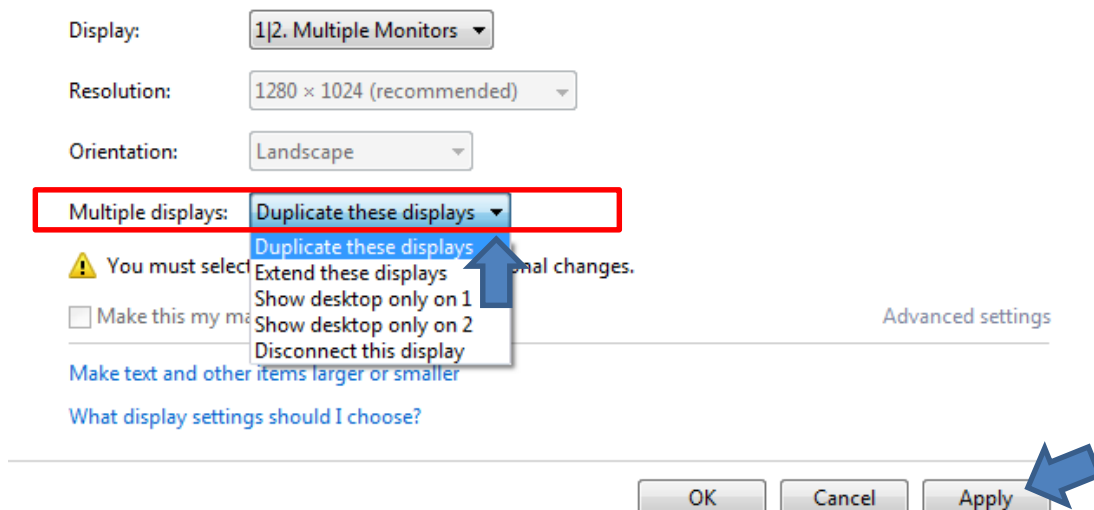 Display: 1|2. Multiple Monitors
Resolution: 1280 × 1024 (recommended)
Orientation: Landscape
Multiple displays: Duplicate these displays
Duplicate these displays
You must select nal changes.
Extend these displays
Show desktop only on 1
Make this my ma Advanced settings
Show desktop only on 2
Disconnect this display
Make text and other items larger or smaller
What display settings should I choose?
OK Cancel Apply